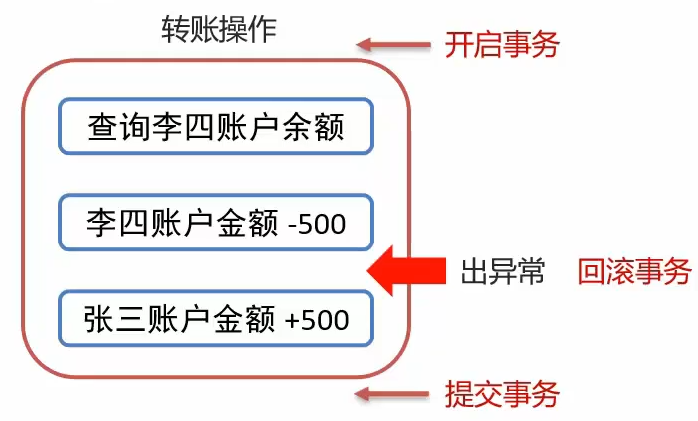 转账操作
开启事务
查询李四账户余额
李四账户金额 -500
出异常 回滚事务
张三账户金额 +500
提交事务